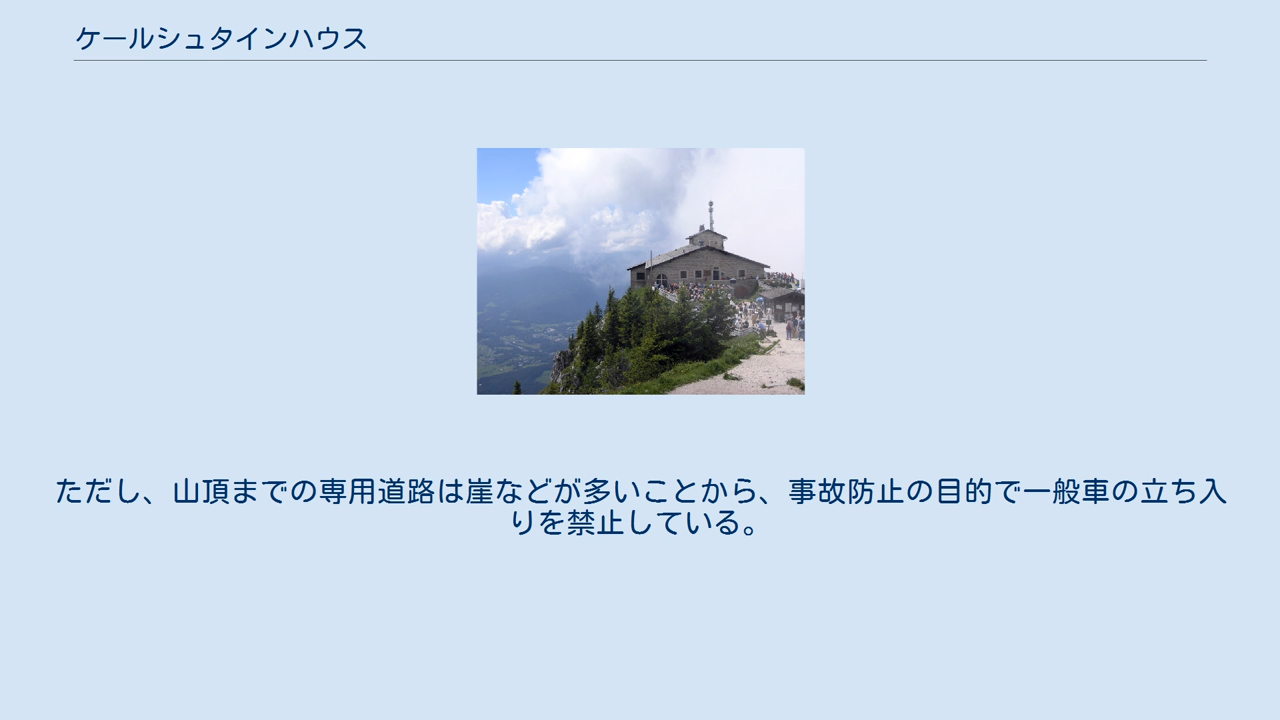 ケールシュタインハウス
ただし、山頂までの専用道路は崖などが多いことから、事故防止の目的で一般車の立ち入
りを禁止している。